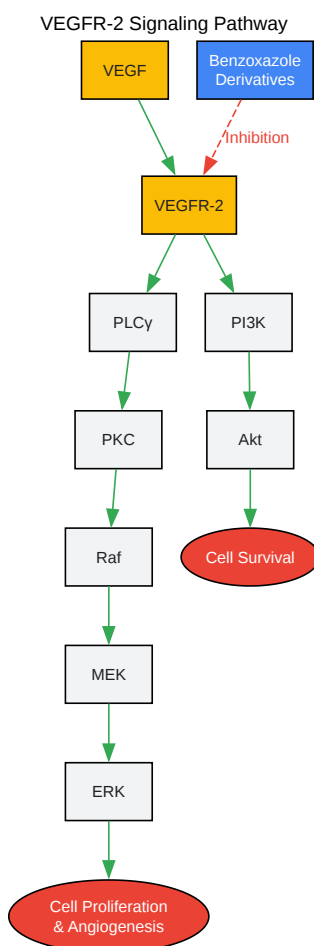 VEGFR-2 Signaling Pathway
VEGF
Benzoxazole
Derivatives
Inhibition
VEGFR-2
PLCγ
PI3K
PKC
Akt
Raf
Cell Survival
MEK
ERK
Cell Proliferation
& Angiogenesis